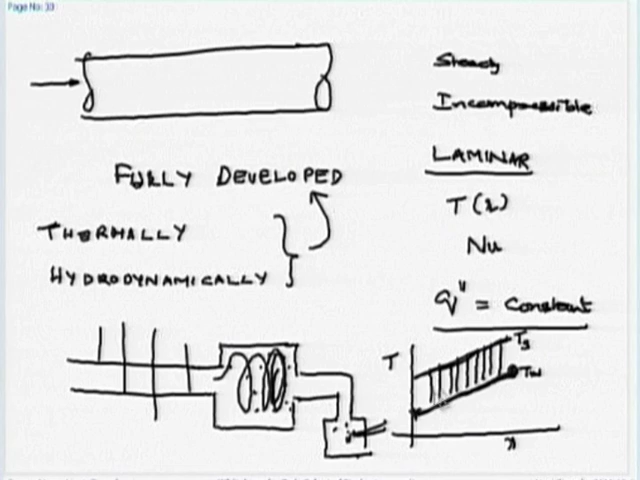 Page No: 33
Steady
Incompressible
LAMINAR
FULLY DEVELOPED
THERMALLY
HYDRODYNAMICALLY
T(r)
Nu
q" = Constant
T
Ts
Tm
x